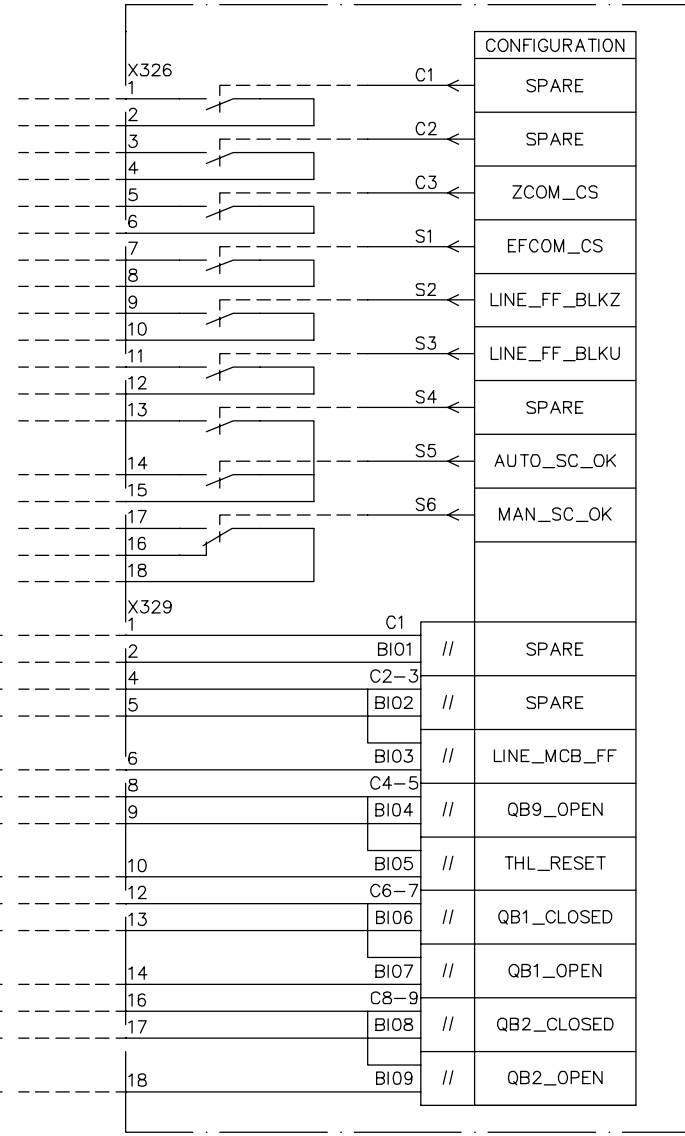 CONFIGURATION
X326
1 C1 SPARE
2
3 C2 SPARE
4
5 C3 ZCOM_CS
6
7 S1 EFCOM_CS
8
9 S2 LINE_FF_BLKZ
10
11 S3 LINE_FF_BLKU
12
13 S4 SPARE
14 S5 AUTO_SC_OK
15
17 S6 MAN_SC_OK
16
18
X329
1 C1
2 BI01 // SPARE
4 C2-3
5 BI02 // SPARE
6 BI03 // LINE_MCB_FF
8 C4-5
9 BI04 // QB9_OPEN
10 BI05 // THL_RESET
12 C6-7
13 BI06 // QB1_CLOSED
14 BI07 // QB1_OPEN
16 C8-9
17 BI08 // QB2_CLOSED
18 BI09 // QB2_OPEN